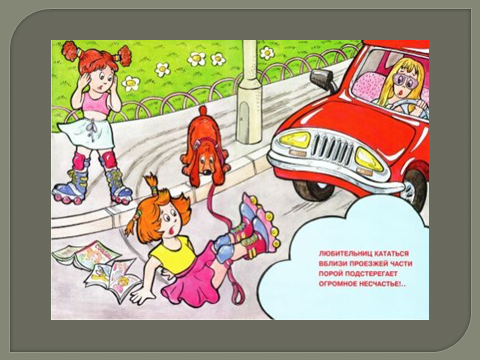 ЛЮБИТЕЛЬНИЦ КАТАТЬСЯ
ВБЛИЗИ ПРОЕЗЖЕЙ ЧАСТИ
ПОРОЙ ПОДСТЕРЕГАЕТ
ОГРОМНОЕ НЕСЧАСТЬЕ!..